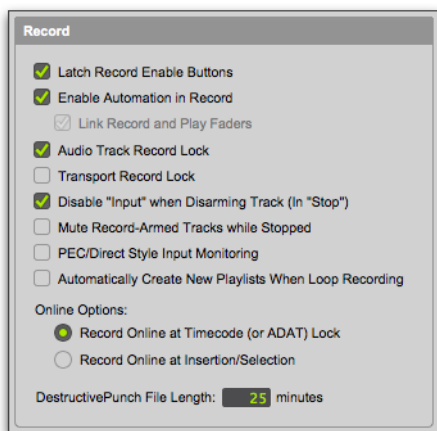 Record
Latch Record Enable Buttons
Enable Automation in Record
Link Record and Play Faders
Audio Track Record Lock
Transport Record Lock
Disable "Input" when Disarming Track (In "Stop")
Mute Record-Armed Tracks while Stopped
PEC/Direct Style Input Monitoring
Automatically Create New Playlists When Loop Recording
Online Options:
Record Online at Timecode (or ADAT) Lock
Record Online at Insertion/Selection
DestructivePunch File Length: 25 minutes